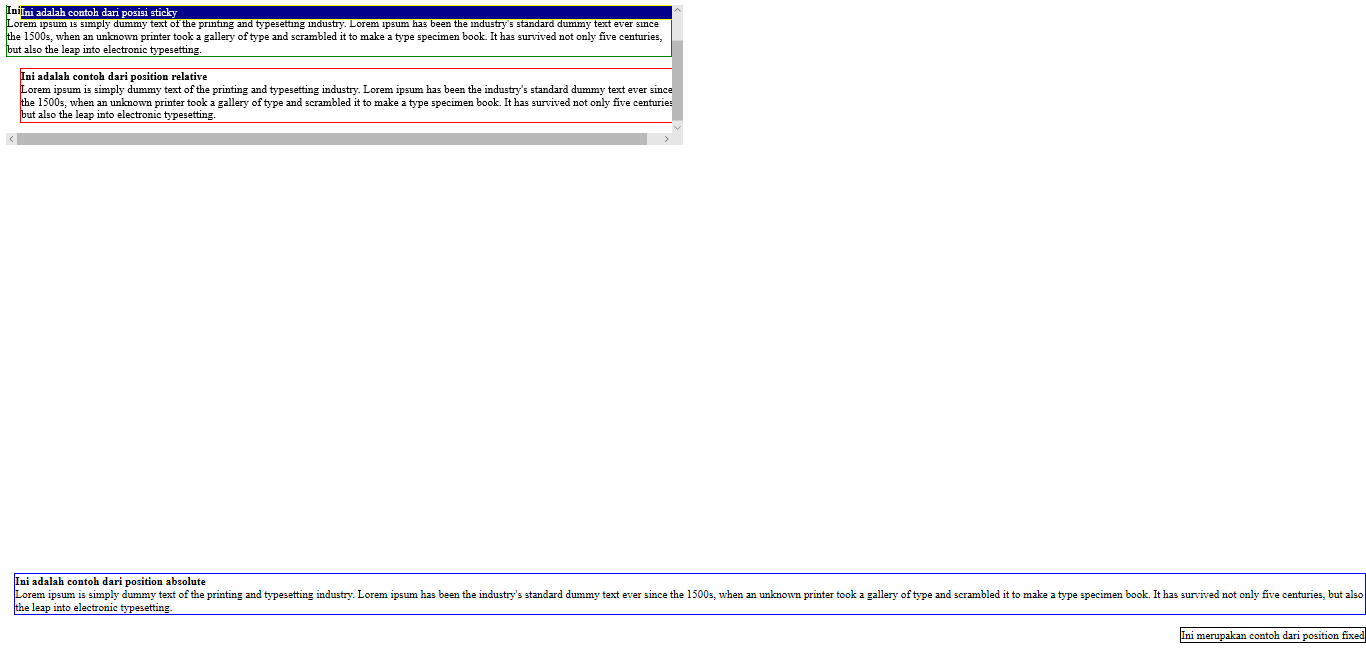 Ini
Ini adalah contoh dari posisi sticky
Lorem ipsum is simply dummy text of the printing and typesetting industry. Lorem ipsum has been the industry's standard dummy text ever since
the 1500s, when an unknown printer took a gallery of type and scrambled it to make a type specimen book. It has survived not only five centuries,
but also the leap into electronic typesetting.
Ini adalah contoh dari position relative
Lorem ipsum is simply dummy text of the printing and typesetting industry. Lorem ipsum has been the industry's standard dummy text ever since
the 1500s, when an unknown printer took a gallery of type and scrambled it to make a type specimen book. It has survived not only five centuries
but also the leap into electronic typesetting.
Ini adalah contoh dari position absolute
Lorem ipsum is simply dummy text of the printing and typesetting industry. Lorem ipsum has been the industry's standard dummy text ever since the 1500s, when an unknown printer took a gallery of type and scrambled it to make a type specimen book. It has survived not only five centuries, but also
the leap into electronic typesetting.
Ini merupakan contoh dari position fixed